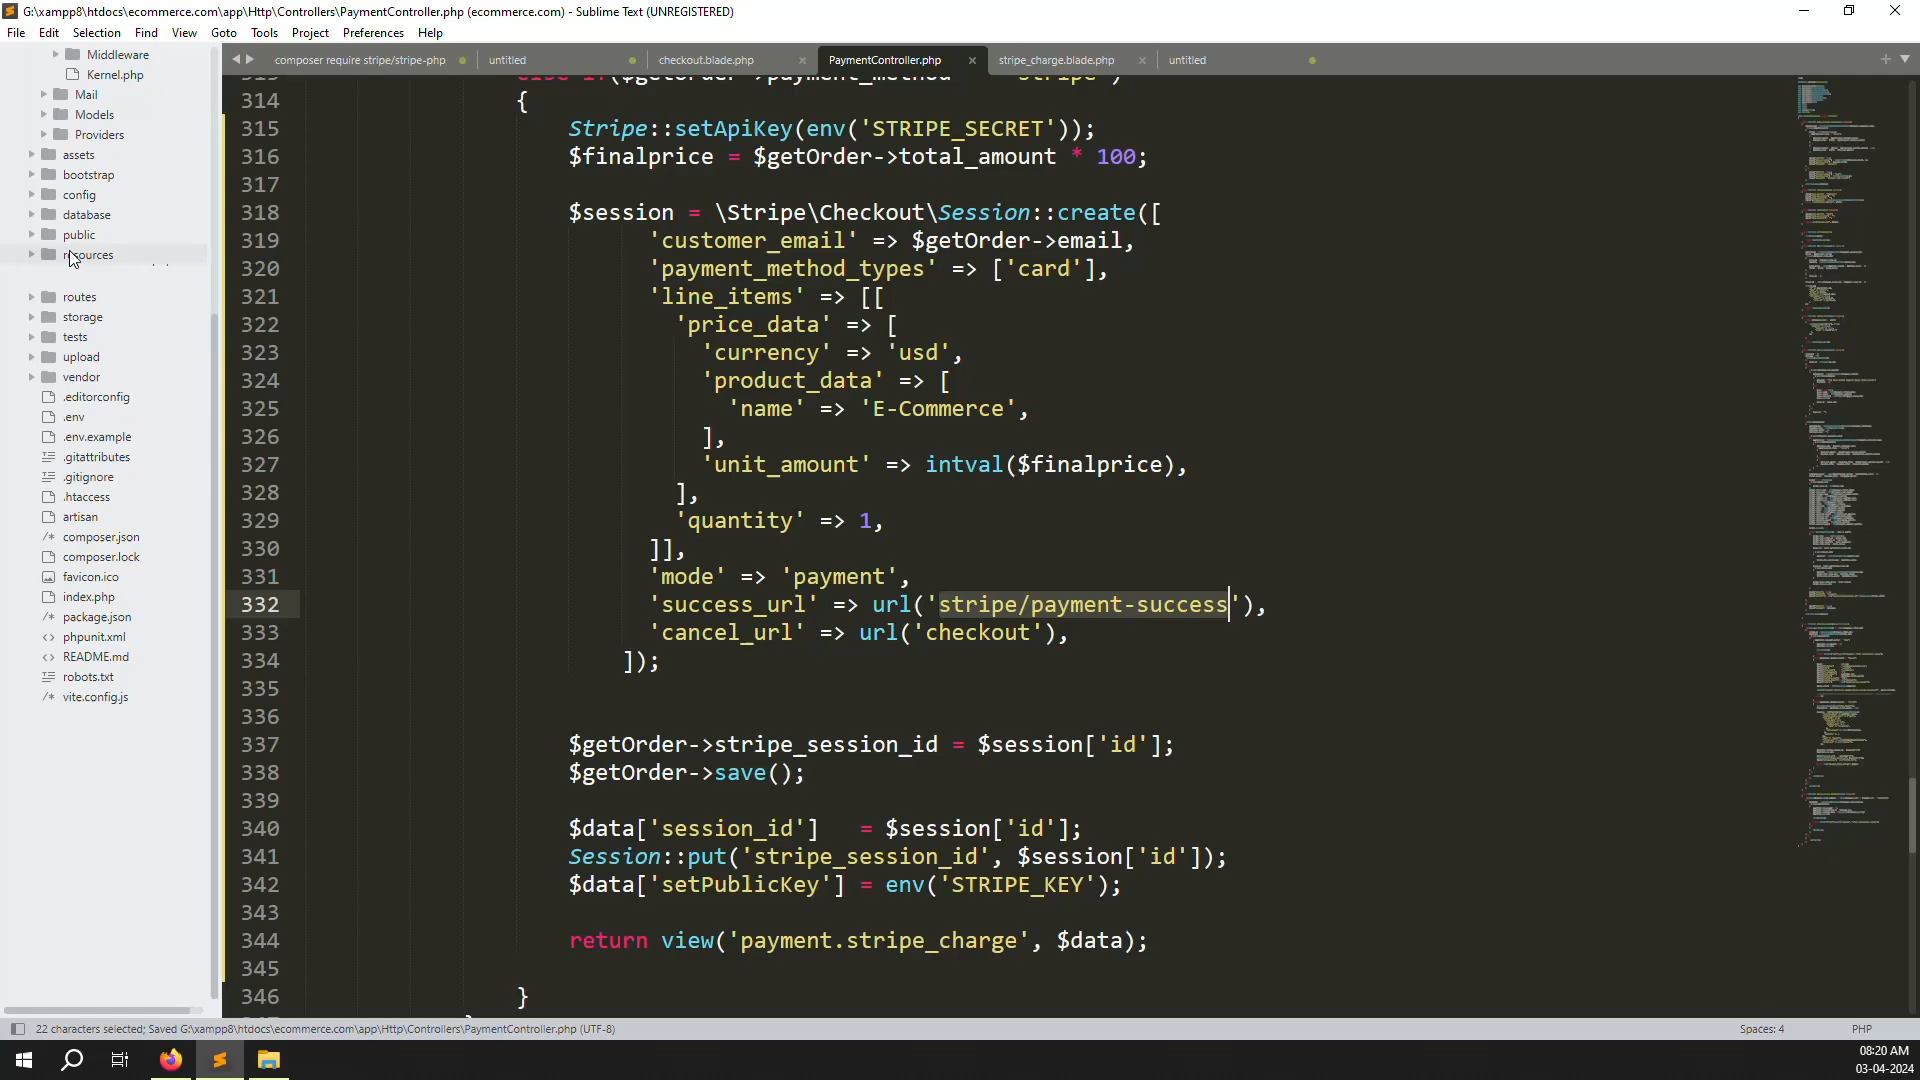 G:\xampp8\htdocs\ecommerce.com\app\Http\Controllers\PaymentController.php (ecommerce.com) - Sublime Text (UNREGISTERED)
File Edit Selection Find View Goto Tools Project Preferences Help
composer require stripe/stripe-php untitled checkout.blade.php PaymentController.php stripe_charge.blade.php untitled
Middleware
Kernel.php
Mail
Models
Providers
assets
bootstrap
config
database
public
resources
routes
storage
tests
upload
vendor
.editorconfig
.env
.env.example
.gitattributes
.gitignore
.htaccess
artisan
composer.json
composer.lock
favicon.ico
index.php
package.json
phpunit.xml
README.md
robots.txt
vite.config.js
314 {
315 Stripe::setApiKey(env('STRIPE_SECRET'));
316 $finalprice = $getOrder->total_amount * 100;
317
318 $session = \Stripe\Checkout\Session::create([
319 'customer_email' => $getOrder->email,
320 'payment_method_types' => ['card'],
321 'line_items' => [[
322 'price_data' => [
323 'currency' => 'usd',
324 'product_data' => [
325 'name' => 'E-Commerce',
326 ],
327 'unit_amount' => intval($finalprice),
328 ],
329 'quantity' => 1,
330 ]],
331 'mode' => 'payment',
332 'success_url' => url('stripe/payment-success'),
333 'cancel_url' => url('checkout'),
334 ]);
335
336
337 $getOrder->stripe_session_id = $session['id'];
338 $getOrder->save();
339
340 $data['session_id'] = $session['id'];
341 Session::put('stripe_session_id', $session['id']);
342 $data['setPublicKey'] = env('STRIPE_KEY');
343
344 return view('payment.stripe_charge', $data);
345
346 }
22 characters selected; Saved G:\xampp8\htdocs\ecommerce.com\app\Http\Controllers\PaymentController.php (UTF-8)
Spaces: 4 PHP
08:20 AM
03-04-2024